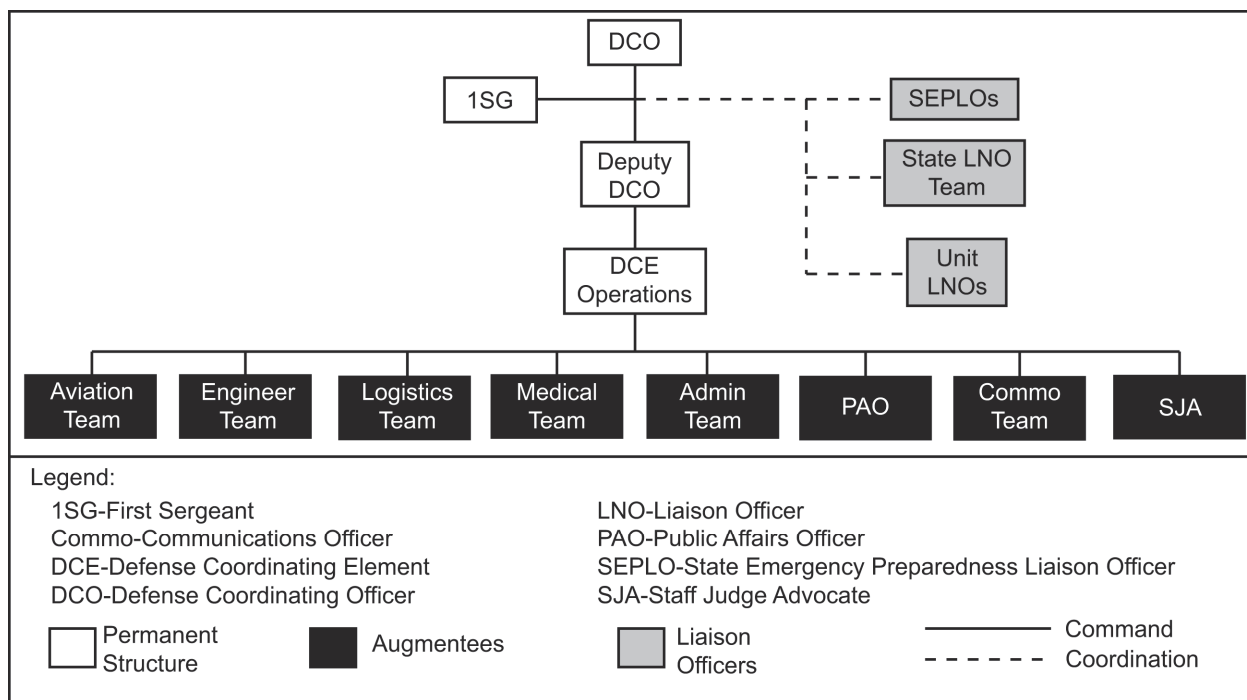 DCO
1SG
SEPLOs
Deputy
DCO
State LNO
Team
DCE
Operations
Unit
LNOs
Aviation
Team
Engineer
Team
Logistics
Team
Medical
Team
Admin
Team
PAO
Commo
Team
SJA
Legend:
1SG-First Sergeant
Commo-Communications Officer
DCE-Defense Coordinating Element
DCO-Defense Coordinating Officer
LNO-Liaison Officer
PAO-Public Affairs Officer
SEPLO-State Emergency Preparedness Liaison Officer
SJA-Staff Judge Advocate
Permanent
Structure
Augmentees
Liaison
Officers
Command
Coordination